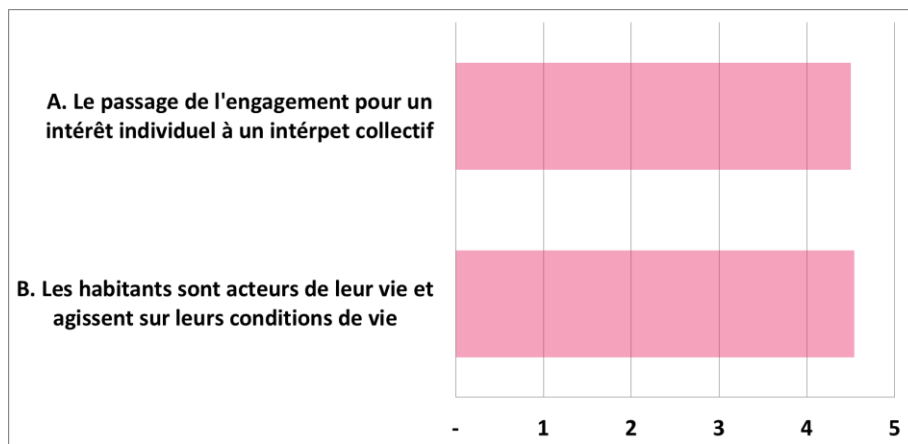 A. Le passage de l'engagement pour un
intérêt individuel à un intérpet collectif
B. Les habitants sont acteurs de leur vie et
agissent sur leurs conditions de vie
- 1 2 3 4 5